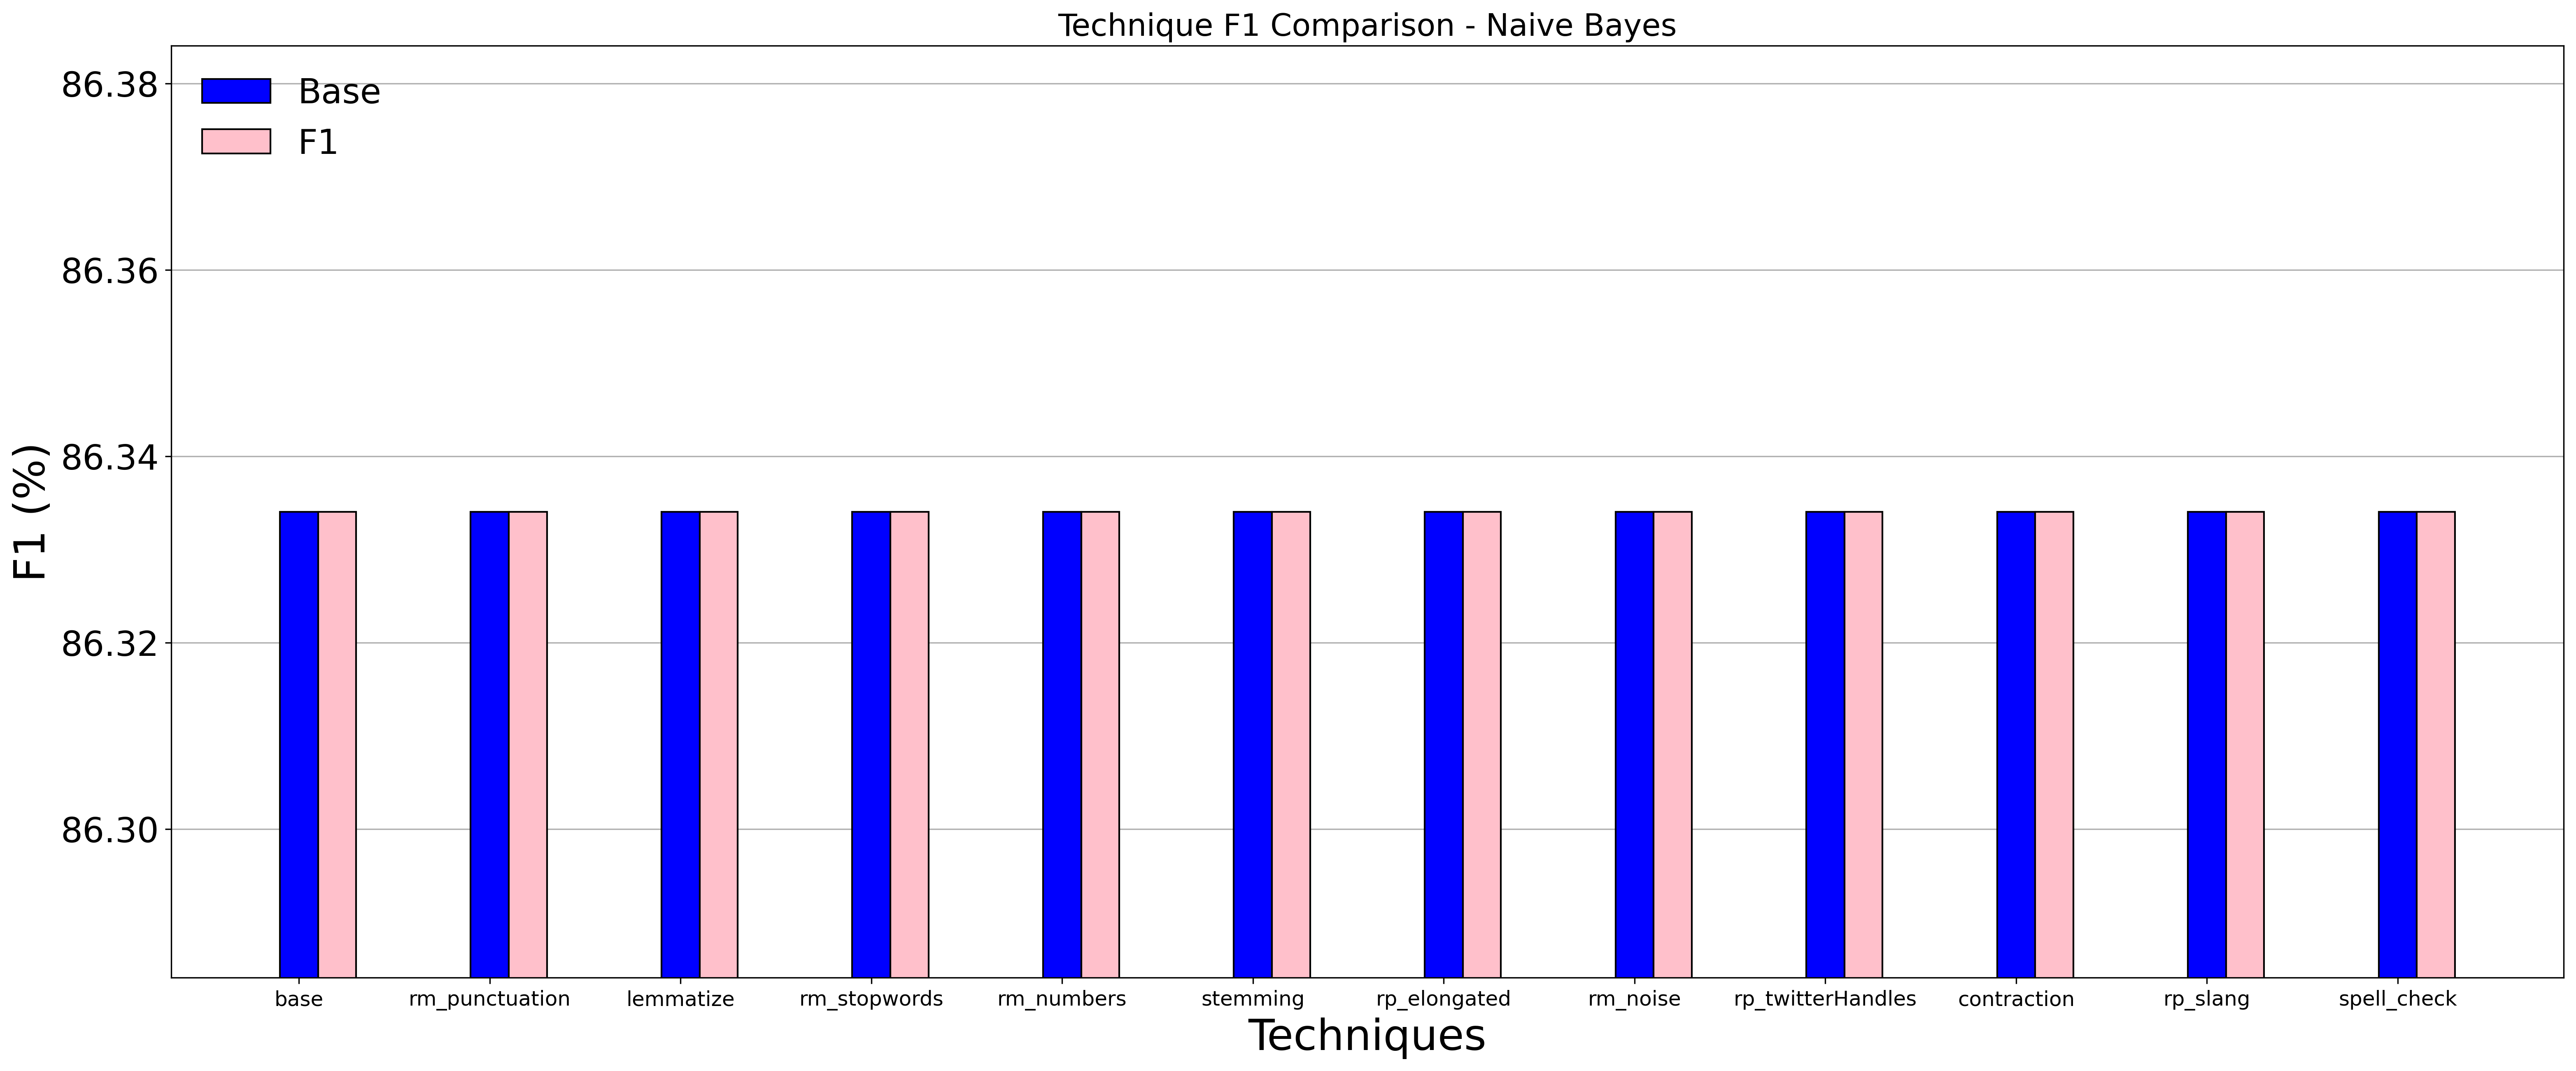 Technique F1 Comparison - Naive Bayes
86.38
86.36
86.34
86.32
86.30
F1 (%)
Base
F1
base rm_punctuation lemmatize rm_stopwords rm_numbers stemming rp_elongated rm_noise rp_twitterHandles contraction rp_slang spell_check
Techniques